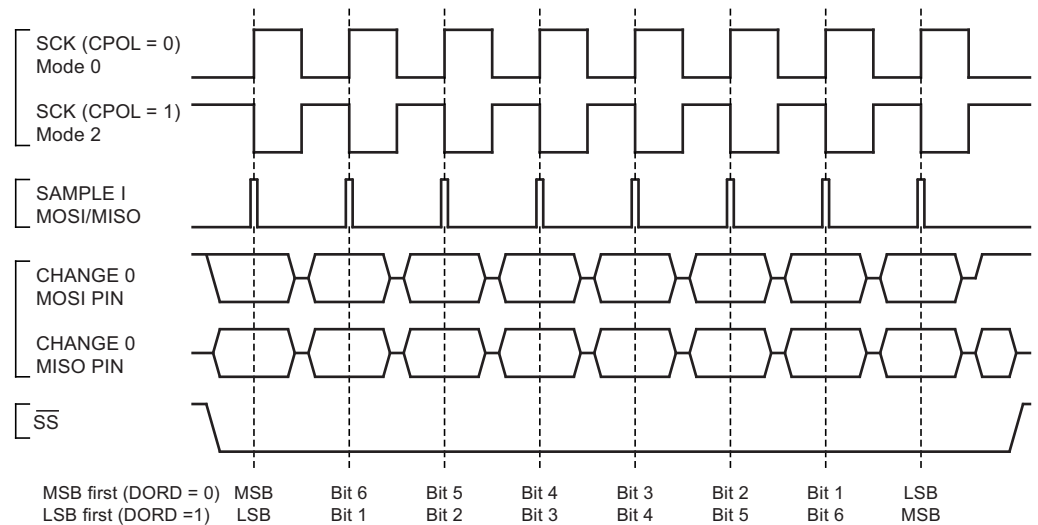 SCK (CPOL = 0)
Mode 0
SCK (CPOL = 1)
Mode 2
SAMPLE I
MOSI/MISO
CHANGE 0
MOSI PIN
CHANGE 0
MISO PIN
SS
MSB first (DORD = 0) MSB Bit 6 Bit 5 Bit 4 Bit 3 Bit 2 Bit 1 LSB
LSB first (DORD =1) LSB Bit 1 Bit 2 Bit 3 Bit 4 Bit 5 Bit 6 MSB